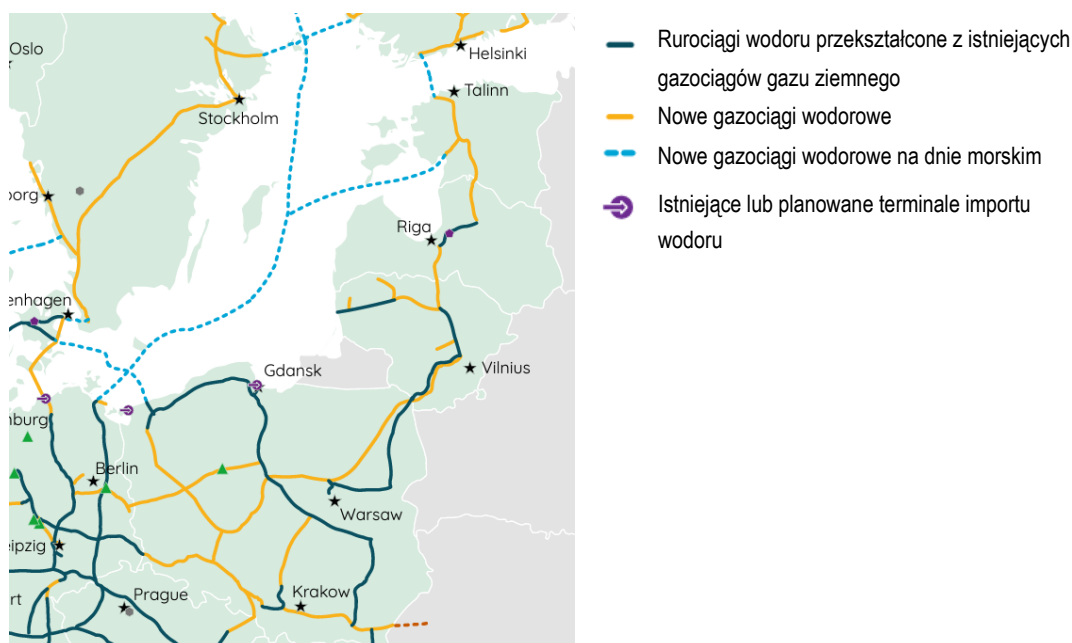 Oslo
Helsinki
Talinn
Stockholm
borg
Riga
enhagen
Gdansk
Vilnius
nburg
Berlin
Warsaw
eipzig
Prague
Krakow
rt
Rurociągi wodoru przekształcone z istniejących
gazociągów gazu ziemnego
Nowe gazociągi wodorowe
Nowe gazociągi wodorowe na dnie morskim
Istniejące lub planowane terminale importu
wodoru